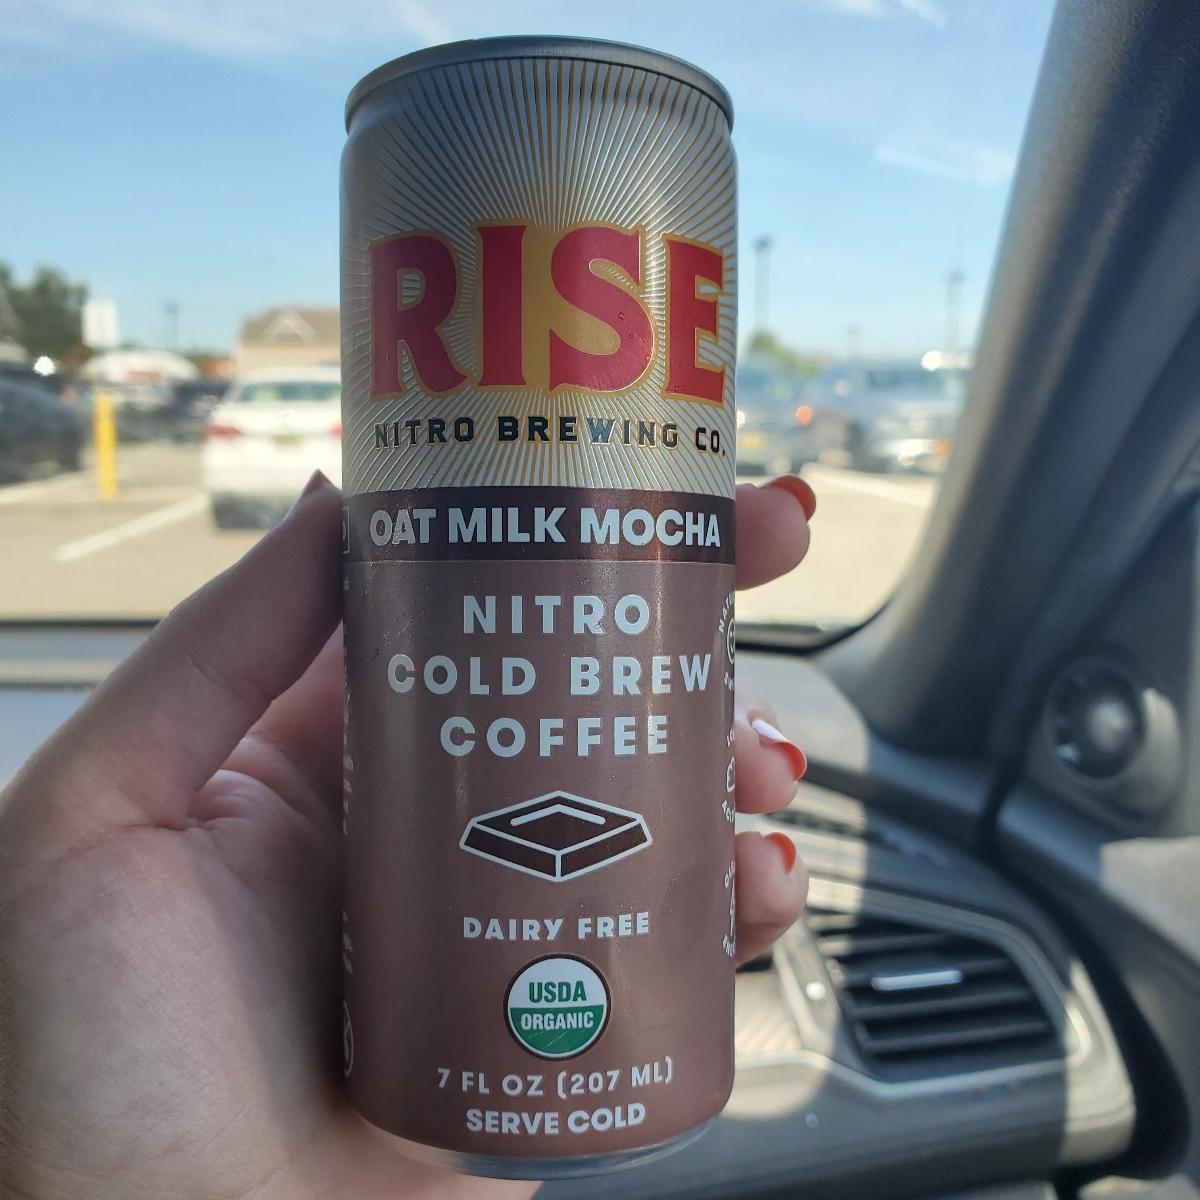 RISE
NITRO BREWING CO.
OAT MILK MOCHA
NITRO
COLD BREW
COFFEE
DAIRY FREE
USDA
ORGANIC
7 FL OZ (207 ML)
SERVE COLD